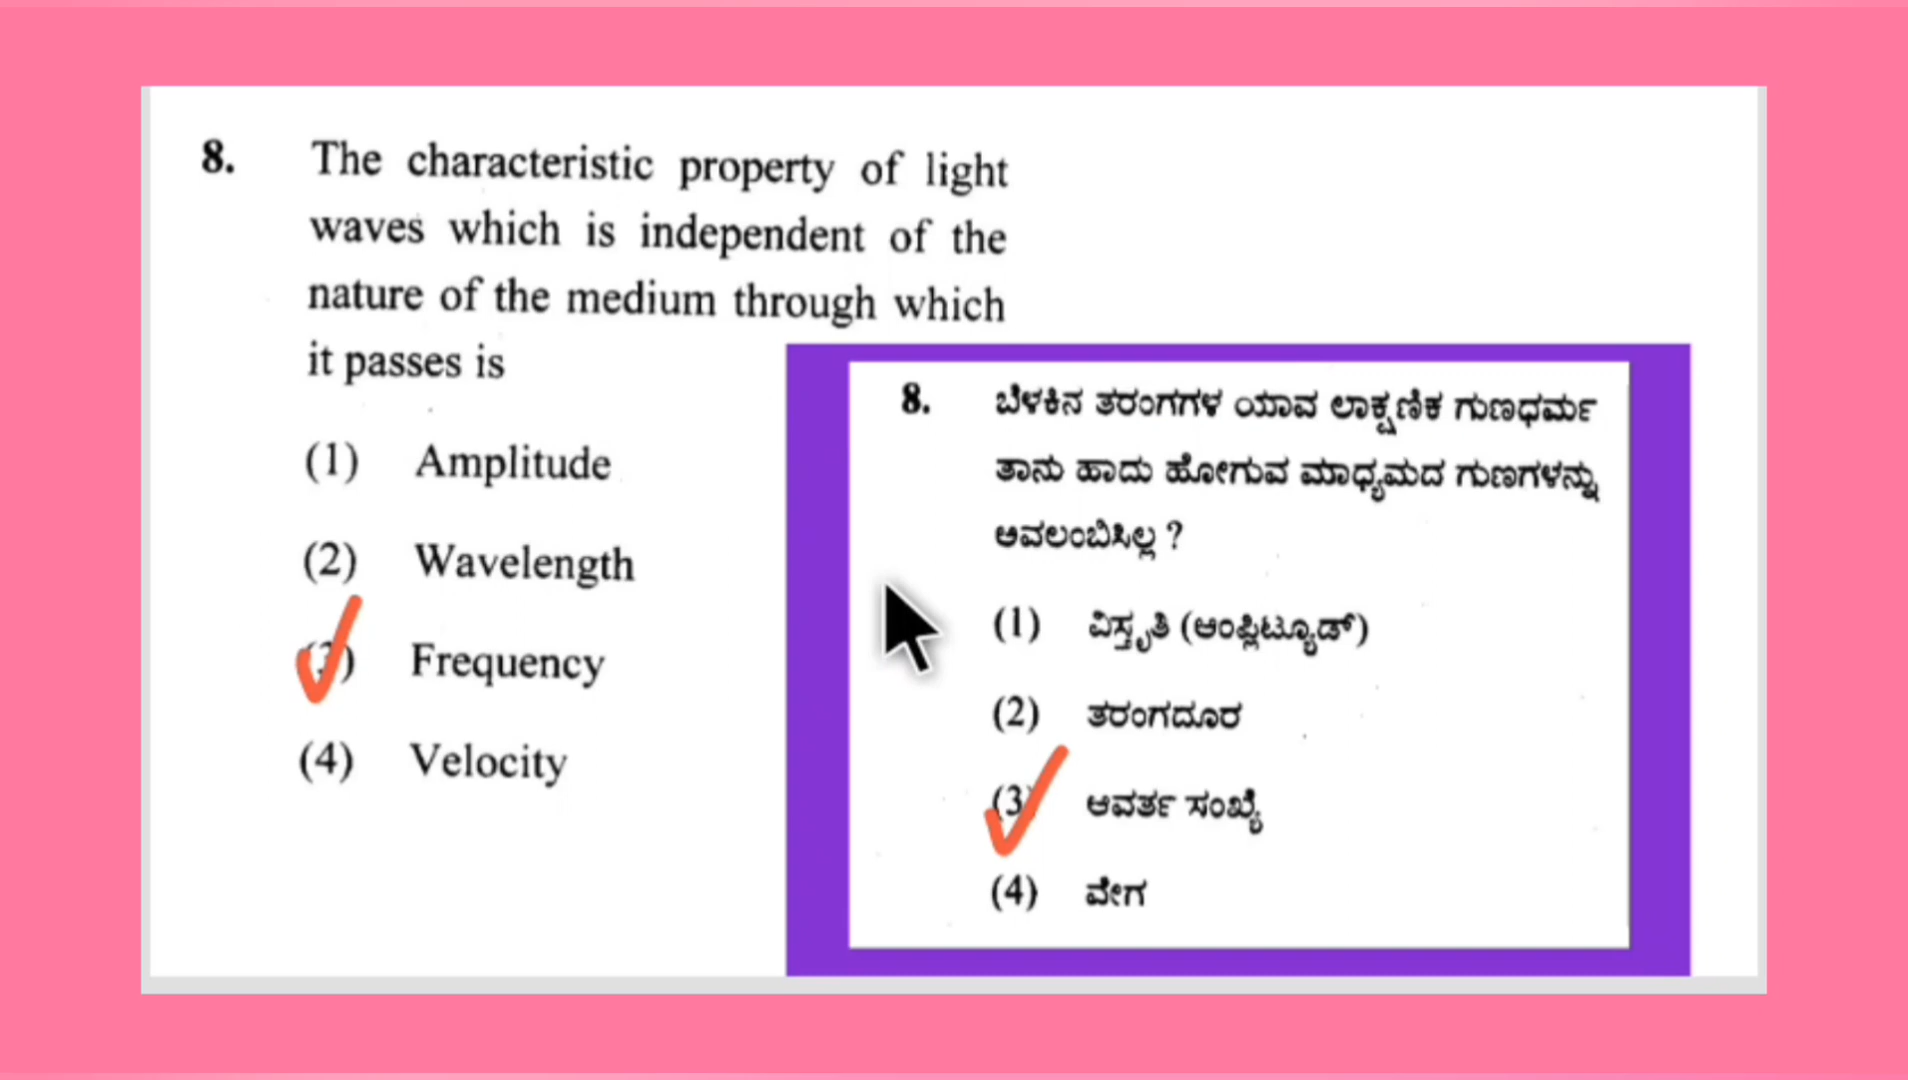 8. The characteristic property of light
waves which is independent of the
nature of the medium through which
it passes is
(1) Amplitude
(2) Wavelength
(3) Frequency
(4) Velocity
8. ಬೆಳಕಿನ ತರಂಗಗಳ ಯಾವ ಲಾಕ್ಷಣಿಕ ಗುಣಧರ್ಮ
ತಾನು ಹಾದು ಹೋಗುವ ಮಾಧ್ಯಮದ ಗುಣಗಳನ್ನು
ಅವಲಂಬಿಸಿಲ್ಲ ?
(1) ವಿಸ್ತೃತಿ (ಆಂಪ್ಲಿಟ್ಯೂಡ್)
(2) ತರಂಗದೂರ
(3) ಆವರ್ತ ಸಂಖ್ಯೆ
(4) ವೇಗ